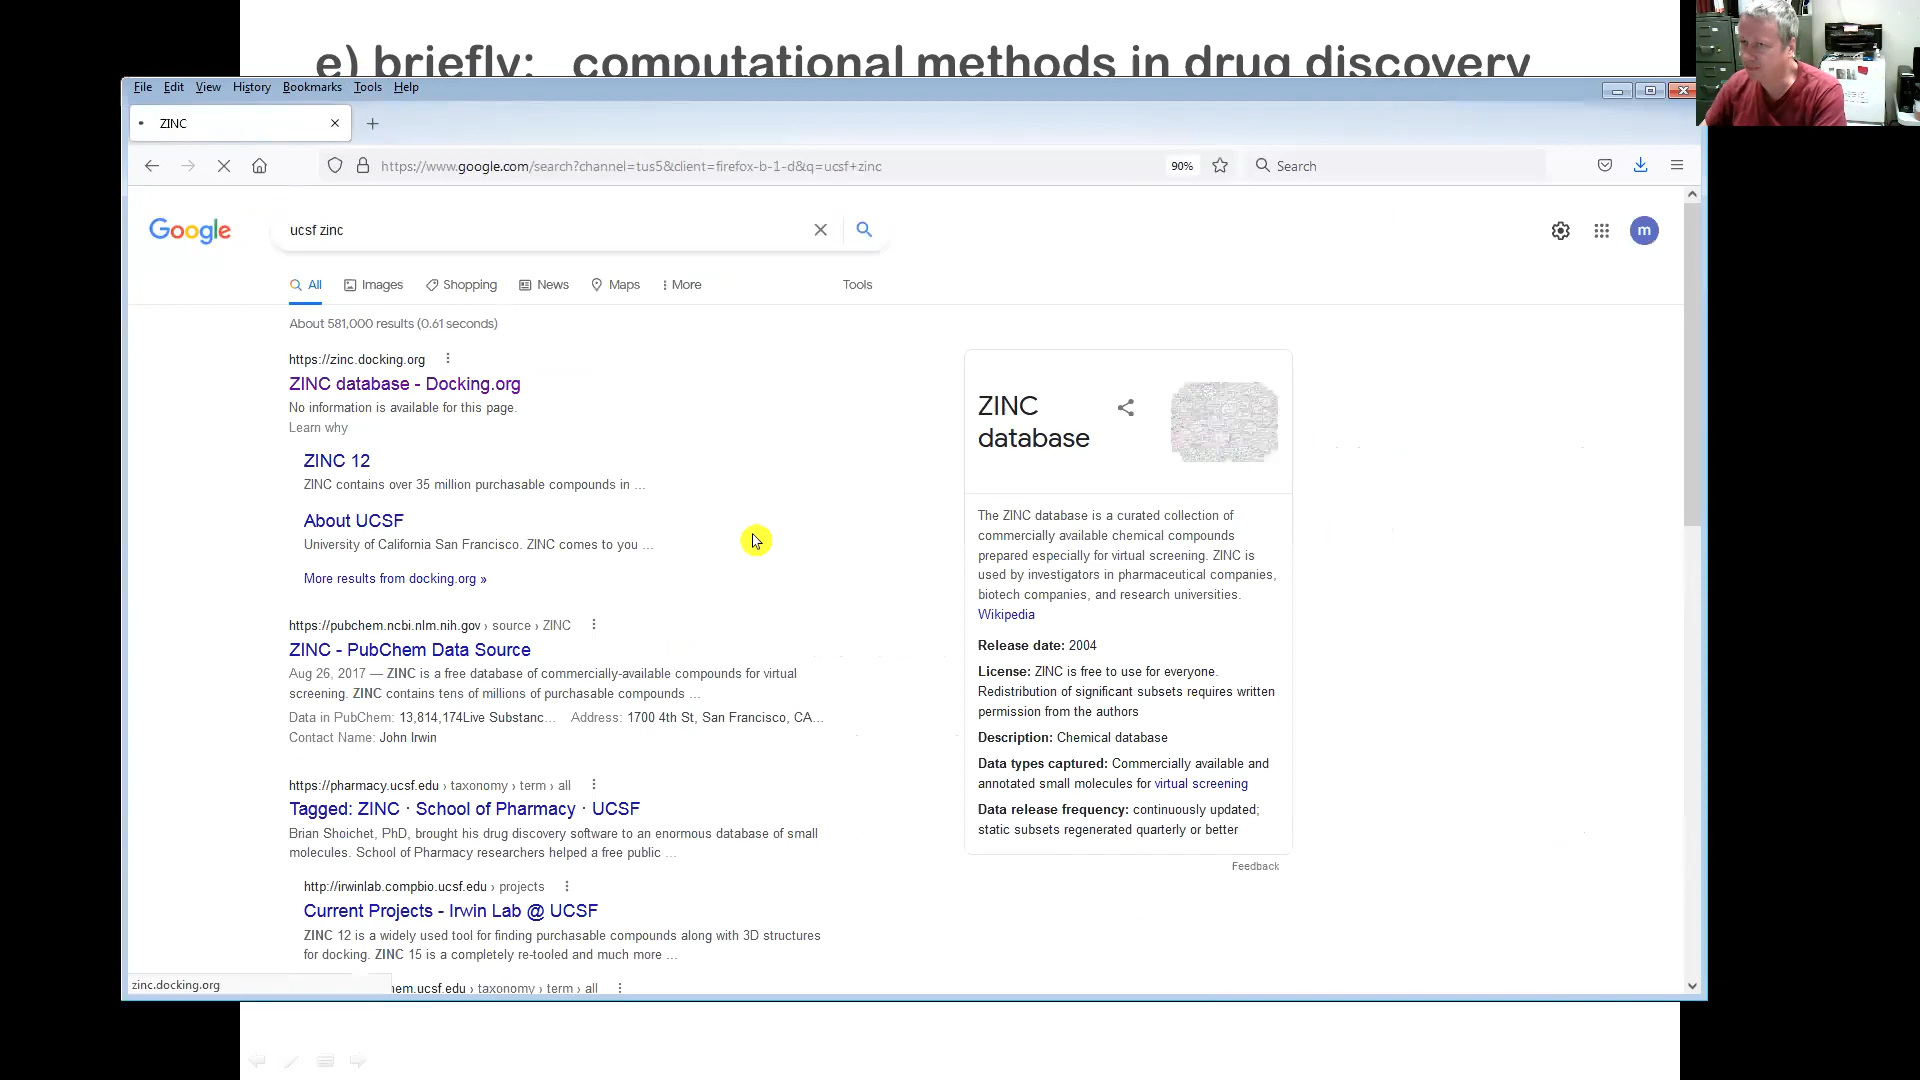 e) briefly: computational methods in drug discovery
File Edit View History Bookmarks Tools Help
ZINC
https://www.google.com/search?channel=tus5&client=firefox-b-1-d&q=ucsf+zinc
90%
Search
Google
ucsf zinc
m
All Images Shopping News Maps More Tools
About 581,000 results (0.61 seconds)
https://zinc.docking.org
ZINC database - Docking.org
No information is available for this page.
Learn why
ZINC 12
ZINC contains over 35 million purchasable compounds in ...
About UCSF
University of California San Francisco. ZINC comes to you ...
More results from docking.org »
https://pubchem.ncbi.nlm.nih.gov › source › ZINC
ZINC - PubChem Data Source
Aug 26, 2017 — ZINC is a free database of commercially-available compounds for virtual
screening. ZINC contains tens of millions of purchasable compounds ...
Data in PubChem: 13,814,174Live Substanc... Address: 1700 4th St, San Francisco, CA...
Contact Name: John Irwin
https://pharmacy.ucsf.edu › taxonomy › term › all
Tagged: ZINC · School of Pharmacy · UCSF
Brian Shoichet, PhD, brought his drug discovery software to an enormous database of small
molecules. School of Pharmacy researchers helped a free public ...
http://irwinlab.compbio.ucsf.edu › projects
Current Projects - Irwin Lab @ UCSF
ZINC 12 is a widely used tool for finding purchasable compounds along with 3D structures
for docking. ZINC 15 is a completely re-tooled and much more ...
em.ucsf.edu › taxonomy › term › all
zinc.docking.org
ZINC
database
The ZINC database is a curated collection of
commercially available chemical compounds
prepared especially for virtual screening. ZINC is
used by investigators in pharmaceutical companies,
biotech companies, and research universities.
Wikipedia
Release date: 2004
License: ZINC is free to use for everyone.
Redistribution of significant subsets requires written
permission from the authors
Description: Chemical database
Data types captured: Commercially available and
annotated small molecules for virtual screening
Data release frequency: continuously updated;
static subsets regenerated quarterly or better
Feedback